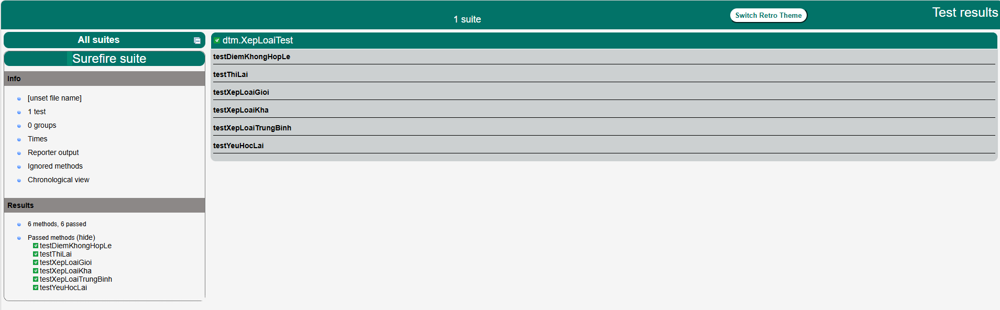 1 suite
Switch Retro Theme
Test results
All suites
Surefire suite
Info
[unset file name]
1 test
0 groups
Times
Reporter output
Ignored methods
Chronological view
Results
6 methods, 6 passed
Passed methods (hide)
testDiemKhongHopLe
testThiLai
testXepLoaiGioi
testXepLoaiKha
testXepLoaiTrungBinh
testYeuHocLai
dtm.XepLoaiTest
testDiemKhongHopLe
testThiLai
testXepLoaiGioi
testXepLoaiKha
testXepLoaiTrungBinh
testYeuHocLai